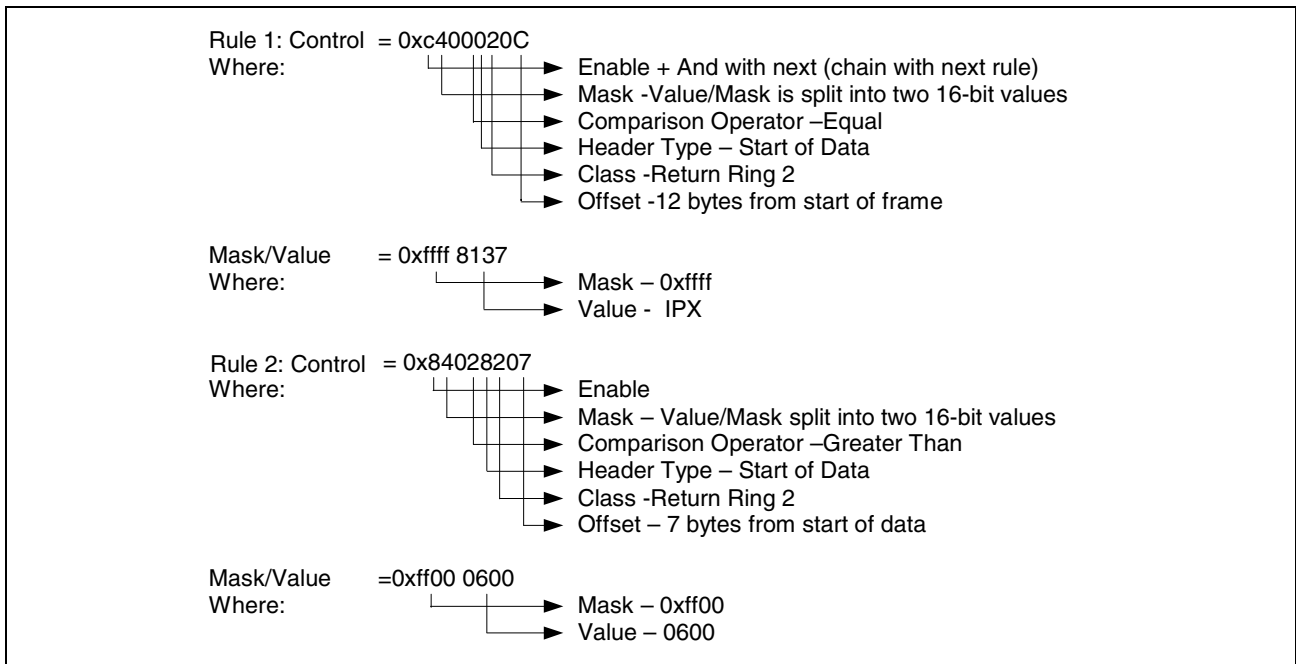 Rule 1: Control = 0xc400020C
Where:
Enable + And with next (chain with next rule)
Mask -Value/Mask is split into two 16-bit values
Comparison Operator –Equal
Header Type – Start of Data
Class -Return Ring 2
Offset -12 bytes from start of frame
Mask/Value = 0xffff 8137
Where:
Mask – 0xffff
Value - IPX
Rule 2: Control = 0x84028207
Where:
Enable
Mask – Value/Mask split into two 16-bit values
Comparison Operator –Greater Than
Header Type – Start of Data
Class -Return Ring 2
Offset – 7 bytes from start of data
Mask/Value =0xff00 0600
Where:
Mask – 0xff00
Value – 0600